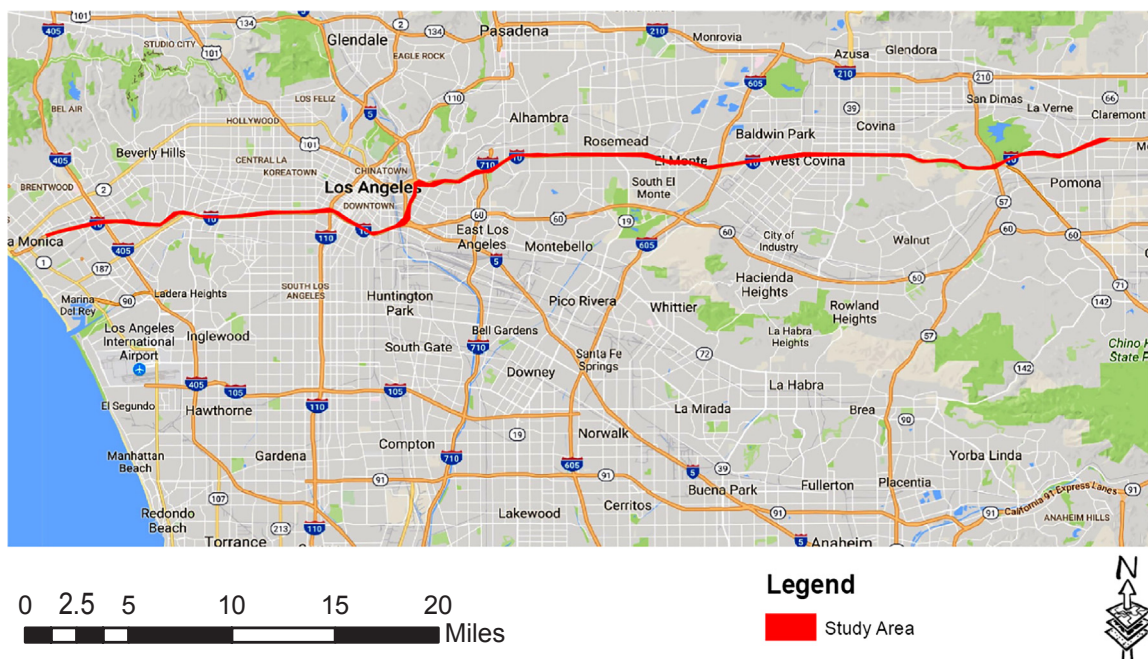 101
405
134
2
134
Pasadena
Glendale
EAGLE ROCK
STUDIO CITY
101
210
Monrovia
Azusa
Glendora
210
210
San Dimas
La Verne
66
Claremont
BEL AIR
LOS FELIZ
5
110
HOLLYWOOD
101
Alhambra
605
39
Baldwin Park
Covina
405
Beverly Hills
CENTRAL LA
KOREATOWN
CHINATOWN
Los Angeles
DOWNTOWN
710
10
Rosemead
El Monte
10
West Covina
10
Pomona
BRENTWOOD
2
South El
Monte
57
71
a Monica
10
10
405
110
10
60
East Los
Angeles
60
19
605
60
City of
Industry
Walnut
60
60
1
187
90
Marina
Del Rey
Ladera Heights
SOUTH LOS
ANGELES
Montebello
5
Hacienda
Heights
60
142
Huntington
Park
Pico Rivera
Whittier
Rowland
Heights
Los Angeles
International
Airport
Inglewood
Bell Gardens
La Habra
Heights
57
Chino H
State P
South Gate
710
Santa Fe
Springs
72
142
Downey
El Segundo
405
105
Hawthorne
110
105
La Habra
La Mirada
Brea
90
Manhattan
Beach
Gardena
Compton
19
Norwalk
710
605
39
5
Yorba Linda
91
91
Buena Park
Fullerton
Placentia
91
California 91 Express Lanes
107
Redondo
Beach
213
110
Torrance
Lakewood
Cerritos
91
91
ANAHEIM HILLS
5
Anaheim
0 2.5 5 10 15 20
Miles
Legend
Study Area
N